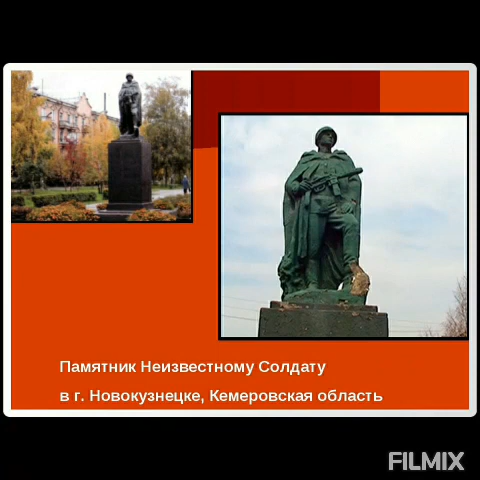 Памятник Неизвестному Солдату
в г. Новокузнецке, Кемеровская область
FILMIX